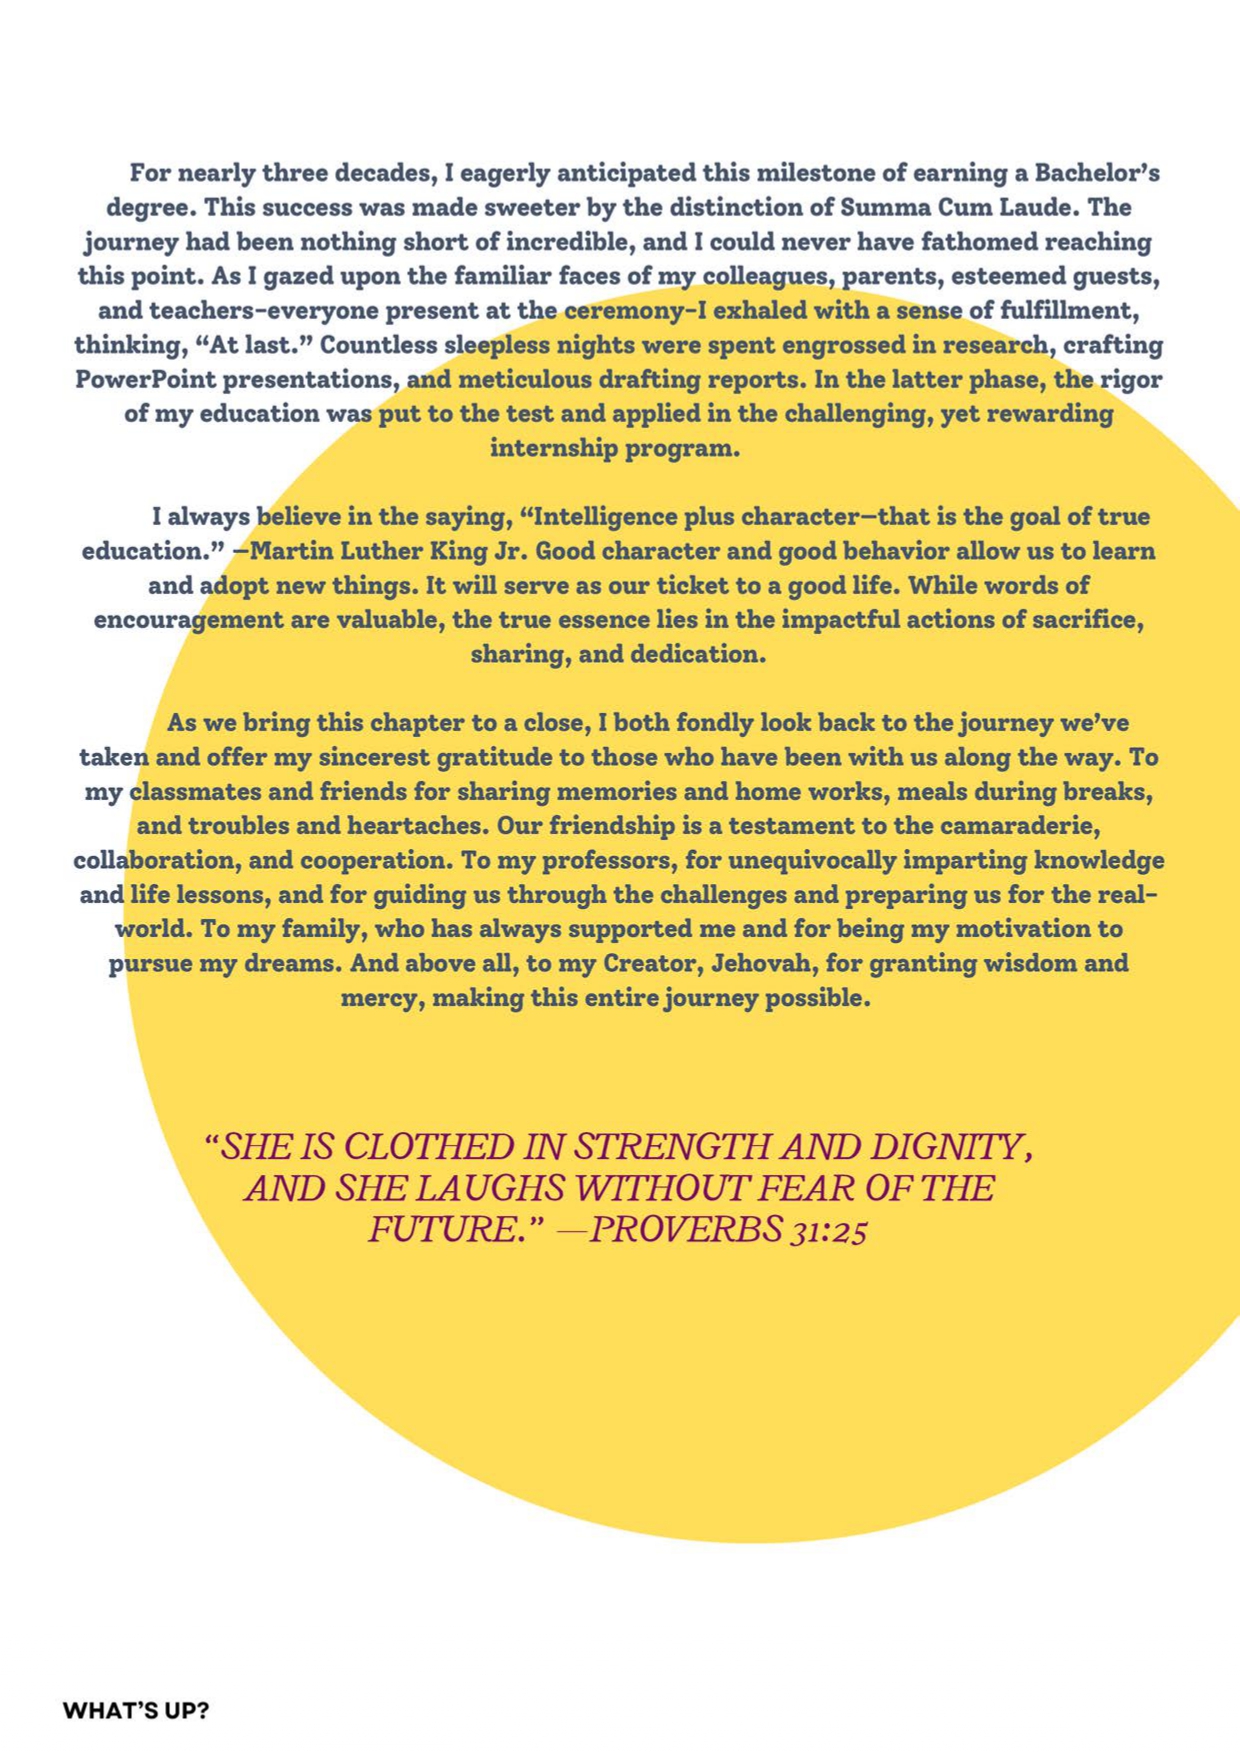 For nearly three decades, I eagerly anticipated this milestone of earning a Bachelor’s
degree. This success was made sweeter by the distinction of Summa Cum Laude. The
journey had been nothing short of incredible, and I could never have fathomed reaching
this point. As I gazed upon the familiar faces of my colleagues, parents, esteemed guests,
and teachers–everyone present at the ceremony–I exhaled with a sense of fulfillment,
thinking, “At last.” Countless sleepless nights were spent engrossed in research, crafting
PowerPoint presentations, and meticulous drafting reports. In the latter phase, the rigor
of my education was put to the test and applied in the challenging, yet rewarding
internship program.
I always believe in the saying, “Intelligence plus character—that is the goal of true
education.” —Martin Luther King Jr. Good character and good behavior allow us to learn
and adopt new things. It will serve as our ticket to a good life. While words of
encouragement are valuable, the true essence lies in the impactful actions of sacrifice,
sharing, and dedication.
As we bring this chapter to a close, I both fondly look back to the journey we’ve
taken and offer my sincerest gratitude to those who have been with us along the way. To
my classmates and friends for sharing memories and home works, meals during breaks,
and troubles and heartaches. Our friendship is a testament to the camaraderie,
collaboration, and cooperation. To my professors, for unequivocally imparting knowledge
and life lessons, and for guiding us through the challenges and preparing us for the real-
world. To my family, who has always supported me and for being my motivation to
pursue my dreams. And above all, to my Creator, Jehovah, for granting wisdom and
mercy, making this entire journey possible.
“SHE IS CLOTHED IN STRENGTH AND DIGNITY,
AND SHE LAUGHS WITHOUT FEAR OF THE
FUTURE.” —PROVERBS 31:25
WHAT’S UP?